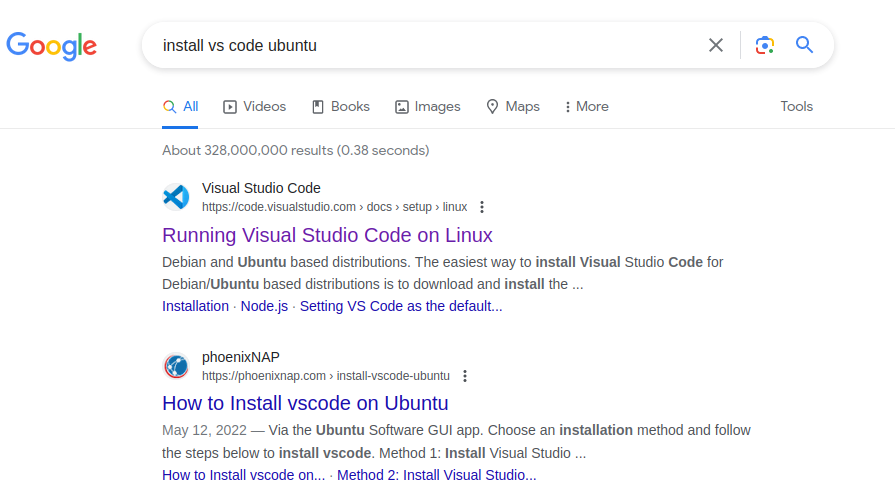 Google
install vs code ubuntu
All Videos Books Images Maps More Tools
About 328,000,000 results (0.38 seconds)
Visual Studio Code
https://code.visualstudio.com › docs › setup › linux
Running Visual Studio Code on Linux
Debian and Ubuntu based distributions. The easiest way to install Visual Studio Code for
Debian/Ubuntu based distributions is to download and install the ...
Installation · Node.js · Setting VS Code as the default...
phoenixNAP
https://phoenixnap.com › install-vscode-ubuntu
How to Install vscode on Ubuntu
May 12, 2022 — Via the Ubuntu Software GUI app. Choose an installation method and follow
the steps below to install vscode. Method 1: Install Visual Studio ...
How to Install vscode on... · Method 2: Install Visual Studio...